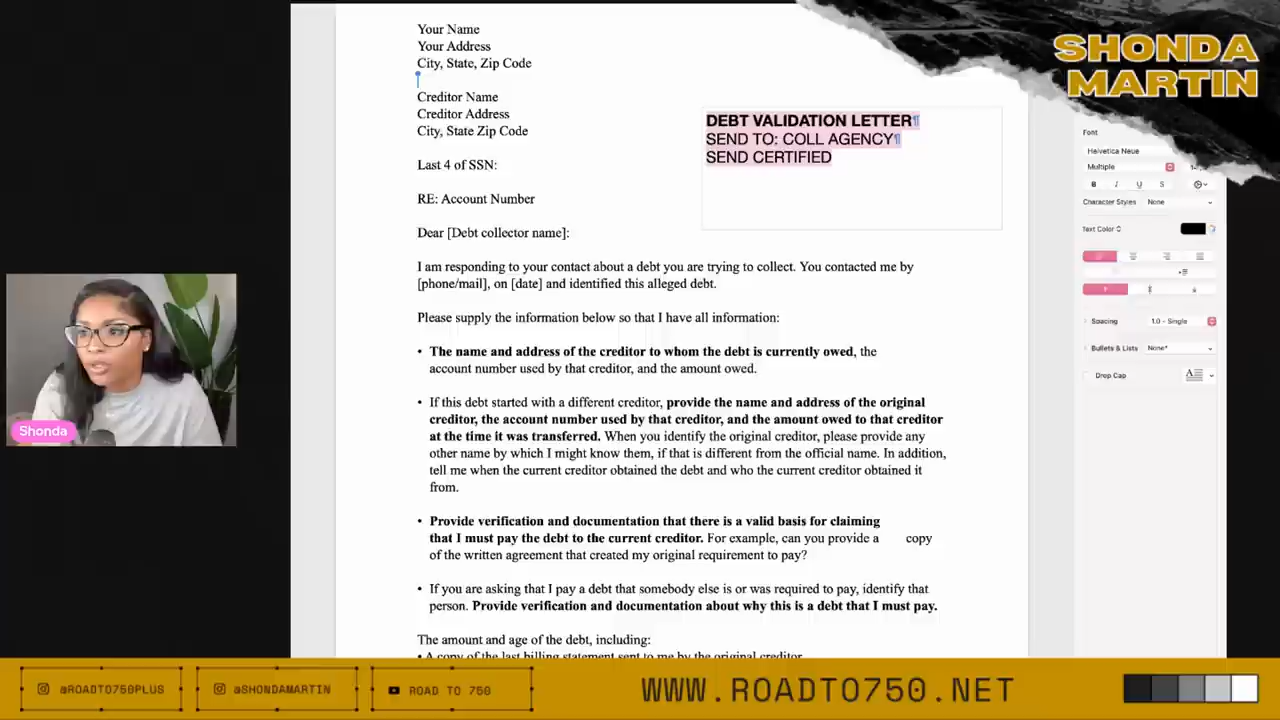 Your Name
Your Address
City, State, Zip Code
Creditor Name
Creditor Address
City, State Zip Code
Last 4 of SSN:
RE: Account Number
Dear [Debt collector name]:
I am responding to your contact about a debt you are trying to collect. You contacted me by
[phone/mail], on [date] and identified this alleged debt.
Please supply the information below so that I have all information:
• The name and address of the creditor to whom the debt is currently owed, the
account number used by that creditor, and the amount owed.
• If this debt started with a different creditor, provide the name and address of the original
creditor, the account number used by that creditor, and the amount owed to that creditor
at the time it was transferred. When you identify the original creditor, please provide any
other name by which I might know them, if that is different from the official name. In addition,
tell me when the current creditor obtained the debt and who the current creditor obtained it
from.
• Provide verification and documentation that there is a valid basis for claiming
that I must pay the debt to the current creditor. For example, can you provide a copy
of the written agreement that created my original requirement to pay?
• If you are asking that I pay a debt that somebody else is or was required to pay, identify that
person. Provide verification and documentation about why this is a debt that I must pay.
The amount and age of the debt, including:
• A copy of the last billing statement sent to me by the original creditor
DEBT VALIDATION LETTER¶
SEND TO: COLL AGENCY¶
SEND CERTIFIED
SHONDA
MARTIN
Font
Helvetica Neue
Multiple
B I U S
Character Styles None
Text Color
Spacing 1.0 - Single
Bullets & Lists None*
Drop Cap
Shonda
@ROADTO750PLUS
@SHONDAMARTIN
ROAD TO 750
WWW.ROADTO750.NET